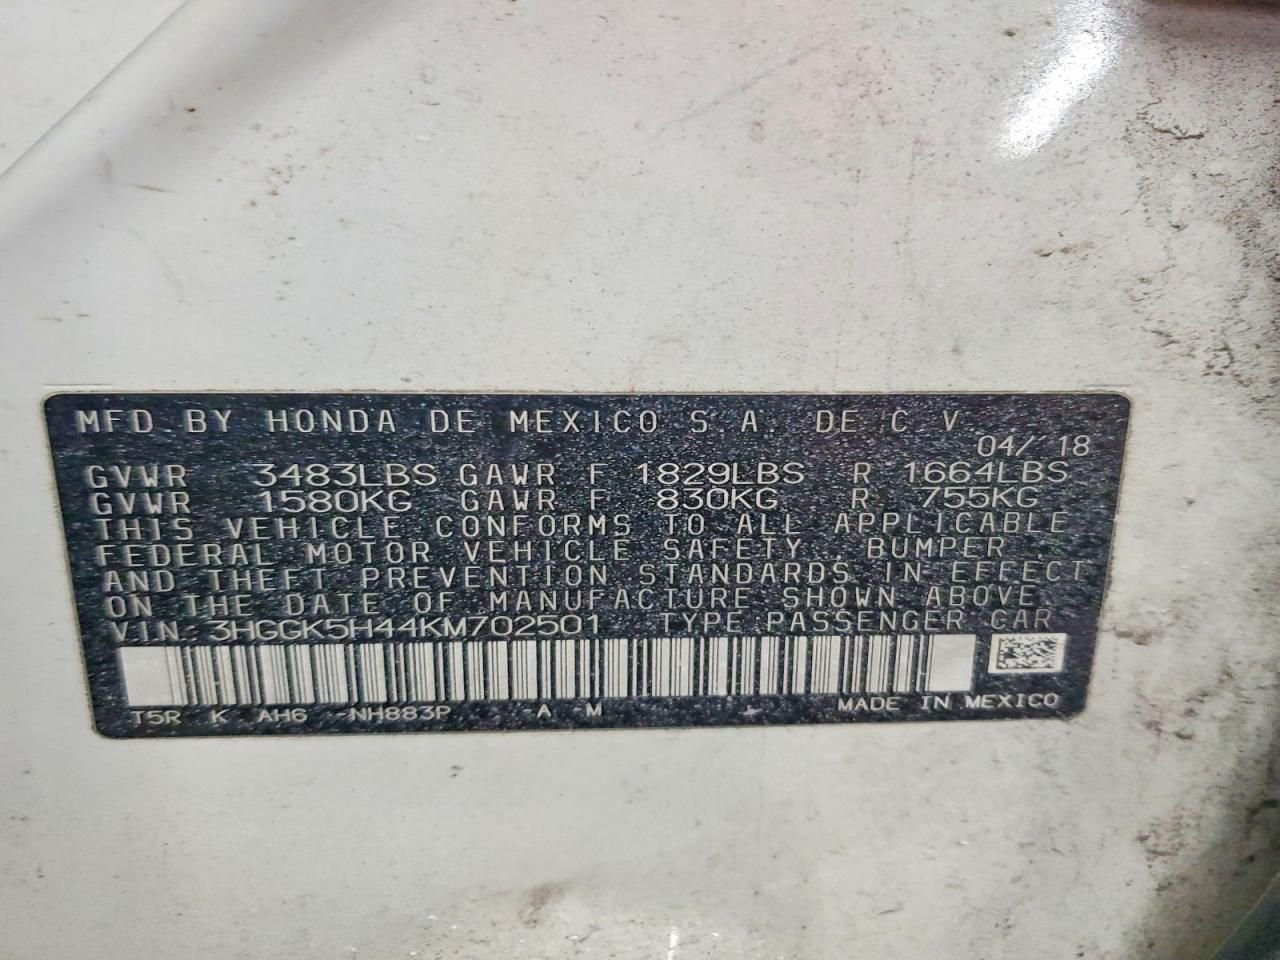 MFD. BY HONDA DE MEXICO S.A. DE C.V.
04/ 18
GVWR 3483LBS GAWR F 1829LBS R 1664LBS
GVWR 1580KG GAWR F 830KG R 755KG
THIS VEHICLE CONFORMS TO ALL APPLICABLE
FEDERAL MOTOR VEHICLE SAFETY, BUMPER,
AND THEFT PREVENTION STANDARDS IN EFFECT
ON THE DATE OF MANUFACTURE SHOWN ABOVE.
VIN: 3HGGK5H44KM702501 TYPE:PASSENGER CAR
T5R K AH6 -NH883P -A -M MADE IN MEXICO